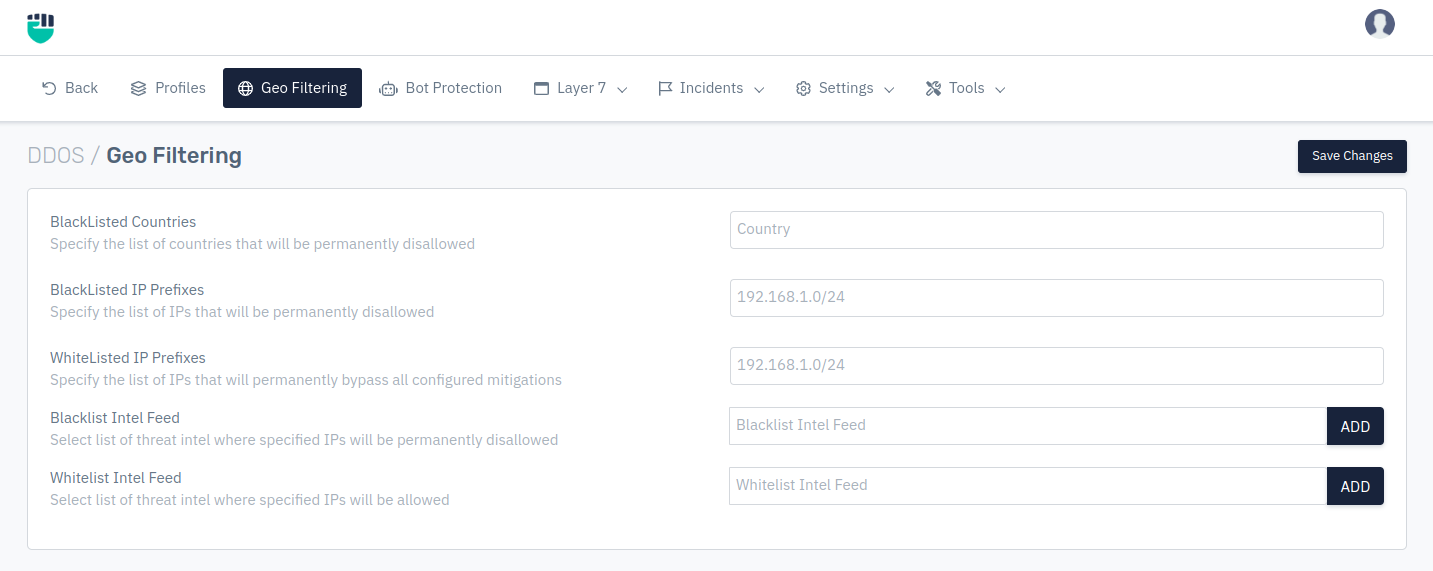 Back
Profiles
Geo Filtering
Bot Protection
Layer 7
Incidents
Settings
Tools
DDOS / Geo Filtering
Save Changes
BlackListed Countries
Specify the list of countries that will be permanently disallowed
Country
BlackListed IP Prefixes
Specify the list of IPs that will be permanently disallowed
192.168.1.0/24
WhiteListed IP Prefixes
Specify the list of IPs that will permanently bypass all configured mitigations
192.168.1.0/24
Blacklist Intel Feed
Select list of threat intel where specified IPs will be permanently disallowed
Blacklist Intel Feed
ADD
Whitelist Intel Feed
Select list of threat intel where specified IPs will be allowed
Whitelist Intel Feed
ADD